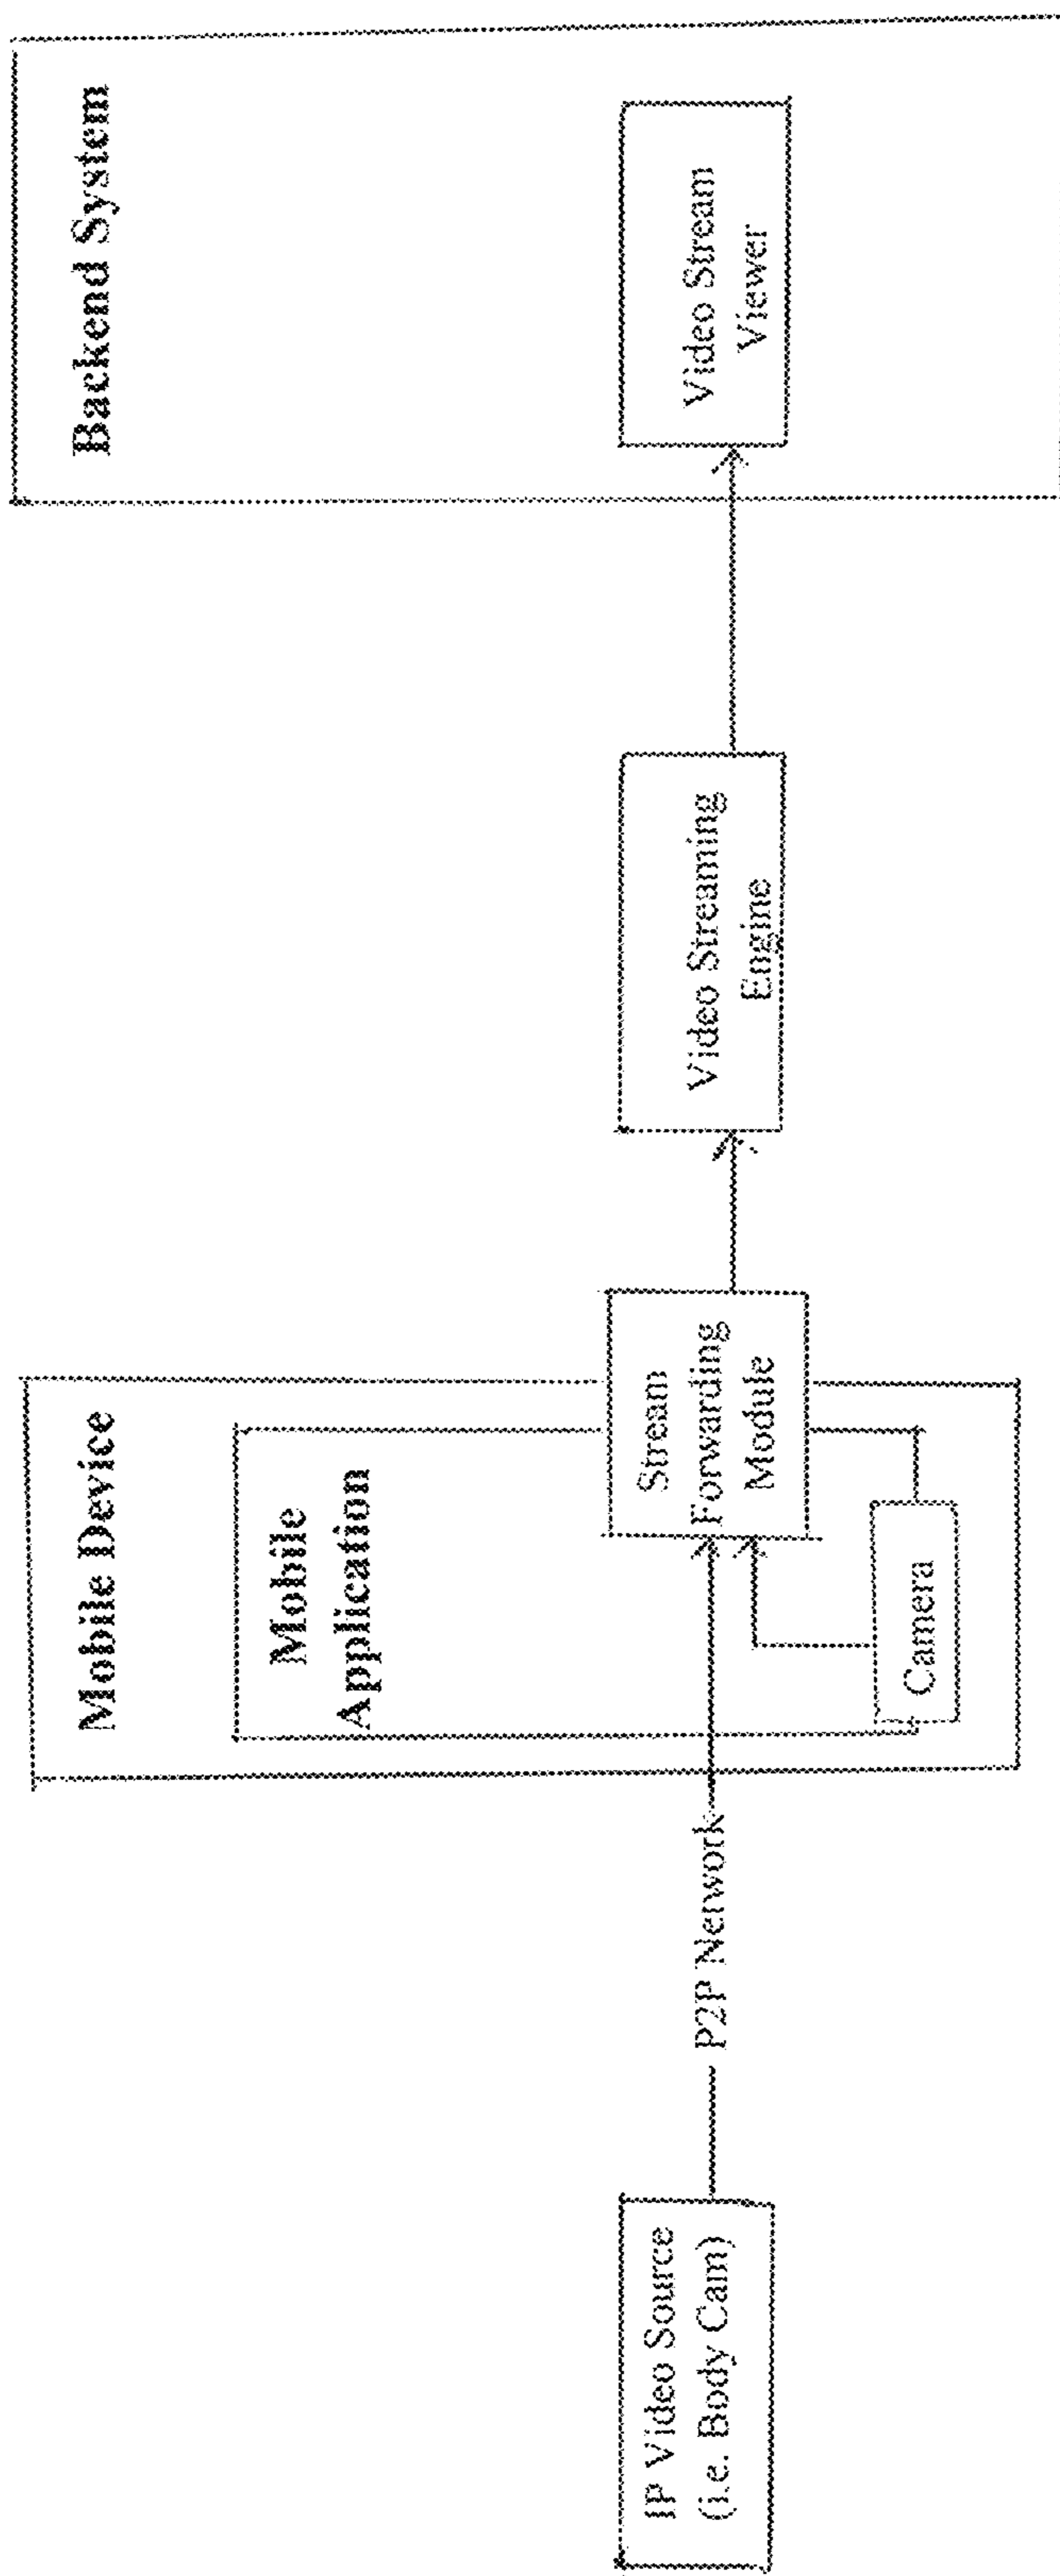 Mobile Device
Backend System
Mobile
Application
IP Video Source
(i.e. Body Cam)
P2P Network
Stream
Forwarding
Module
Camera
Video Streaming
Engine
Video Stream
Viewer